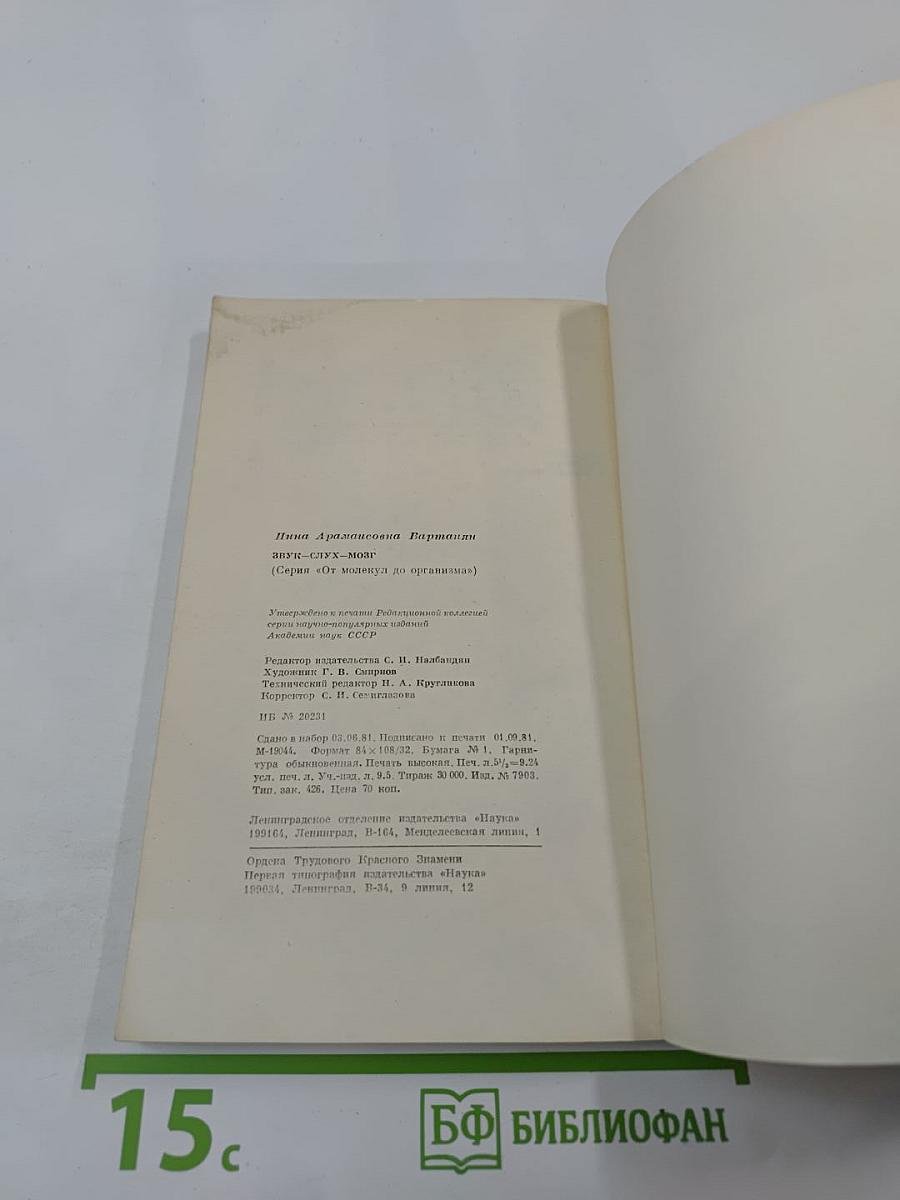 Нина Арамаисовна Вартанян
ЗВУК—СЛУХ—МОЗГ
(Серия «От молекул до организма»)
Утверждено к печати Редакционной коллегией
серии научно-популярных изданий
Академии наук СССР
Редактор издательства С. И. Налбандян
Художник Г. В. Смирнов
Технический редактор Н. А. Кругликова
Корректор С. И. Семиглазова
ИБ № 20231
Сдано в набор 03.06.81. Подписано к печати 01.09.81.
М-19044. Формат 84×108/32. Бумага № 1. Гарни-
тура обыкновенная. Печать высокая. Печ. л. 5½=9.24
усл. печ. л. Уч.-изд. л. 9.5. Тираж 30 000. Изд. № 7903.
Тип. зак. 426. Цена 70 коп.
Ленинградское отделение издательства «Наука»
199164, Ленинград, В-164, Менделеевская линия, 1
Ордена Трудового Красного Знамени
Первая типография издательства «Наука»
199034, Ленинград, В-34, 9 линия, 12
15 с БФ БИБЛИОФАН